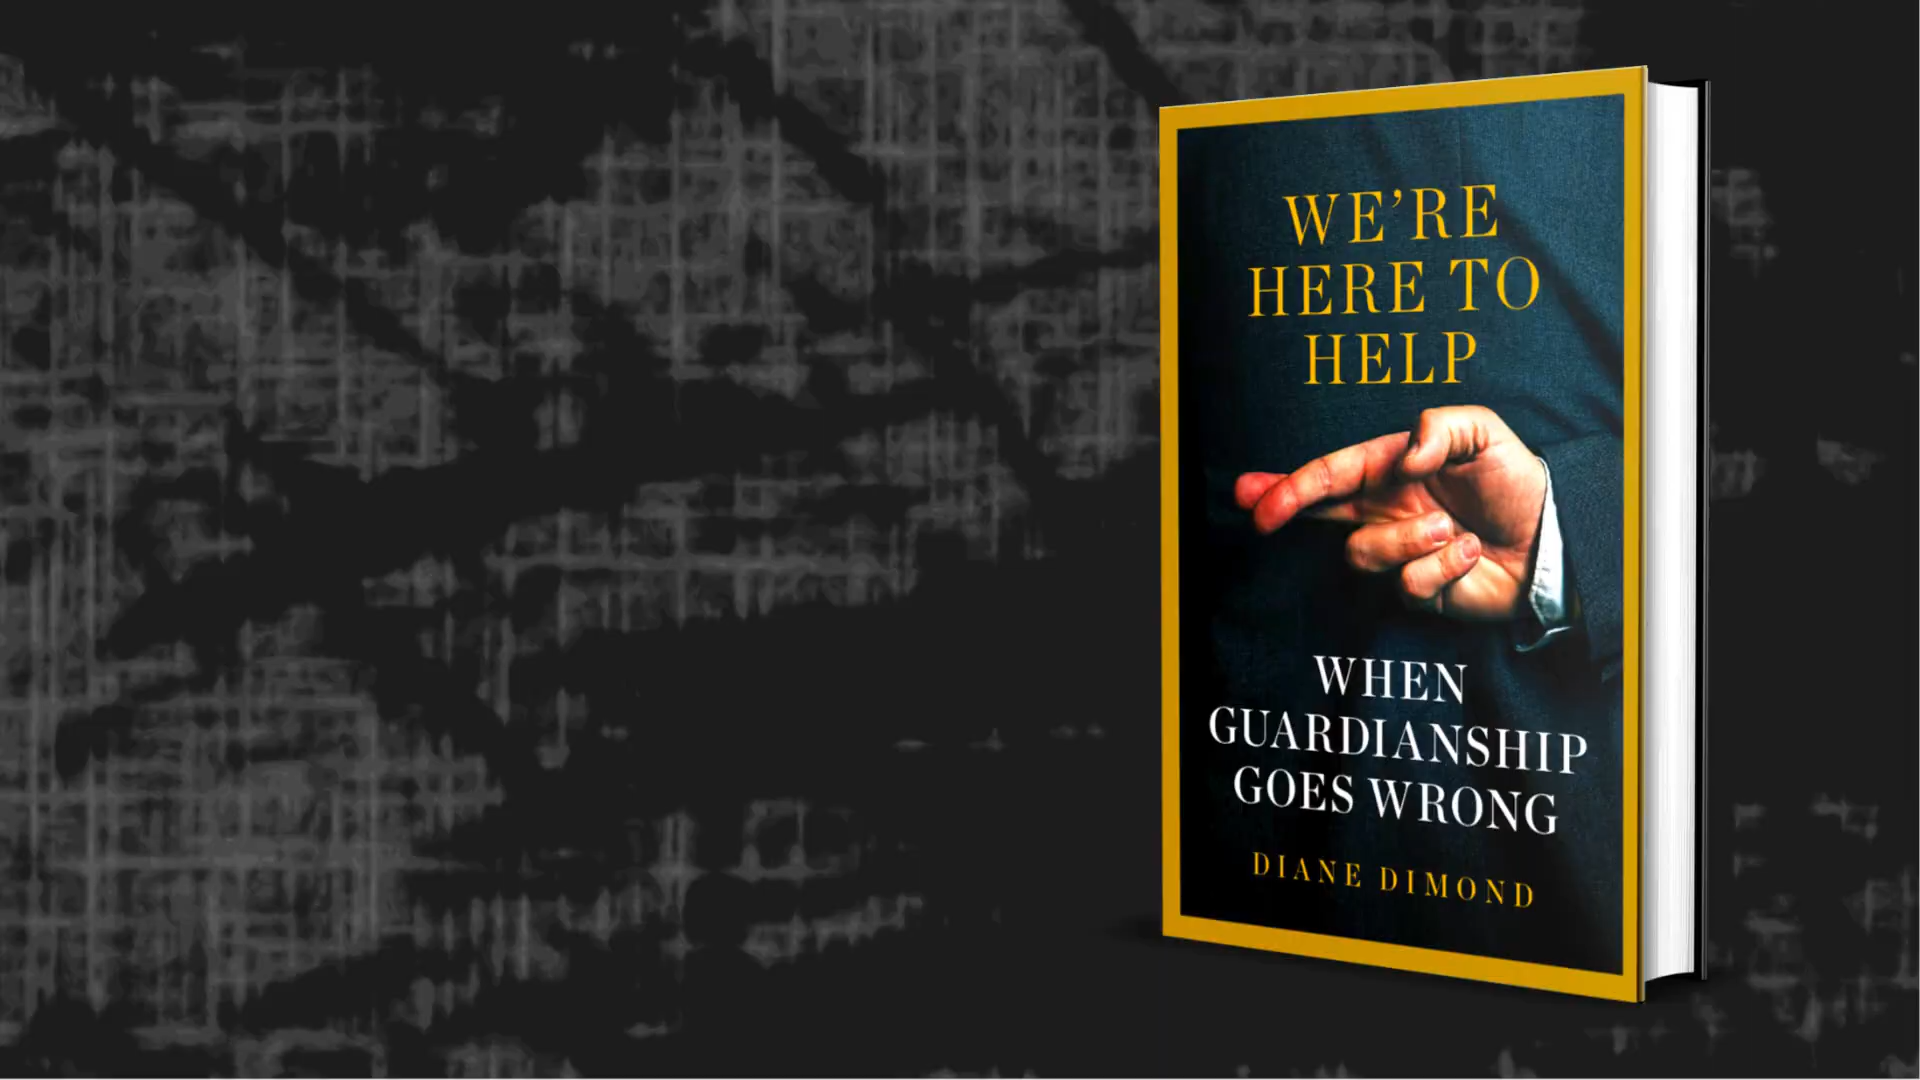 WE'RE
HERE TO
HELP
WHEN
GUARDIANSHIP
GOES WRONG
DIANE DIMOND